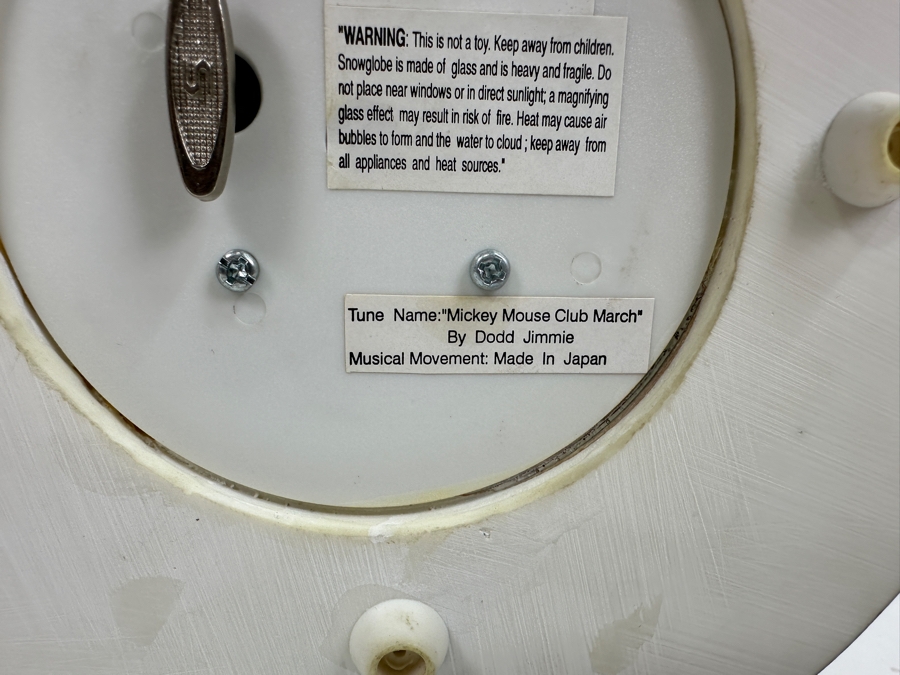 "WARNING: This is not a toy. Keep away from children.
Snowglobe is made of glass and is heavy and fragile. Do
not place near windows or in direct sunlight; a magnifying
glass effect may result in risk of fire. Heat may cause air
bubbles to form and the water to cloud ; keep away from
all appliances and heat sources."
Tune Name:"Mickey Mouse Club March"
By Dodd Jimmie
Musical Movement: Made In Japan